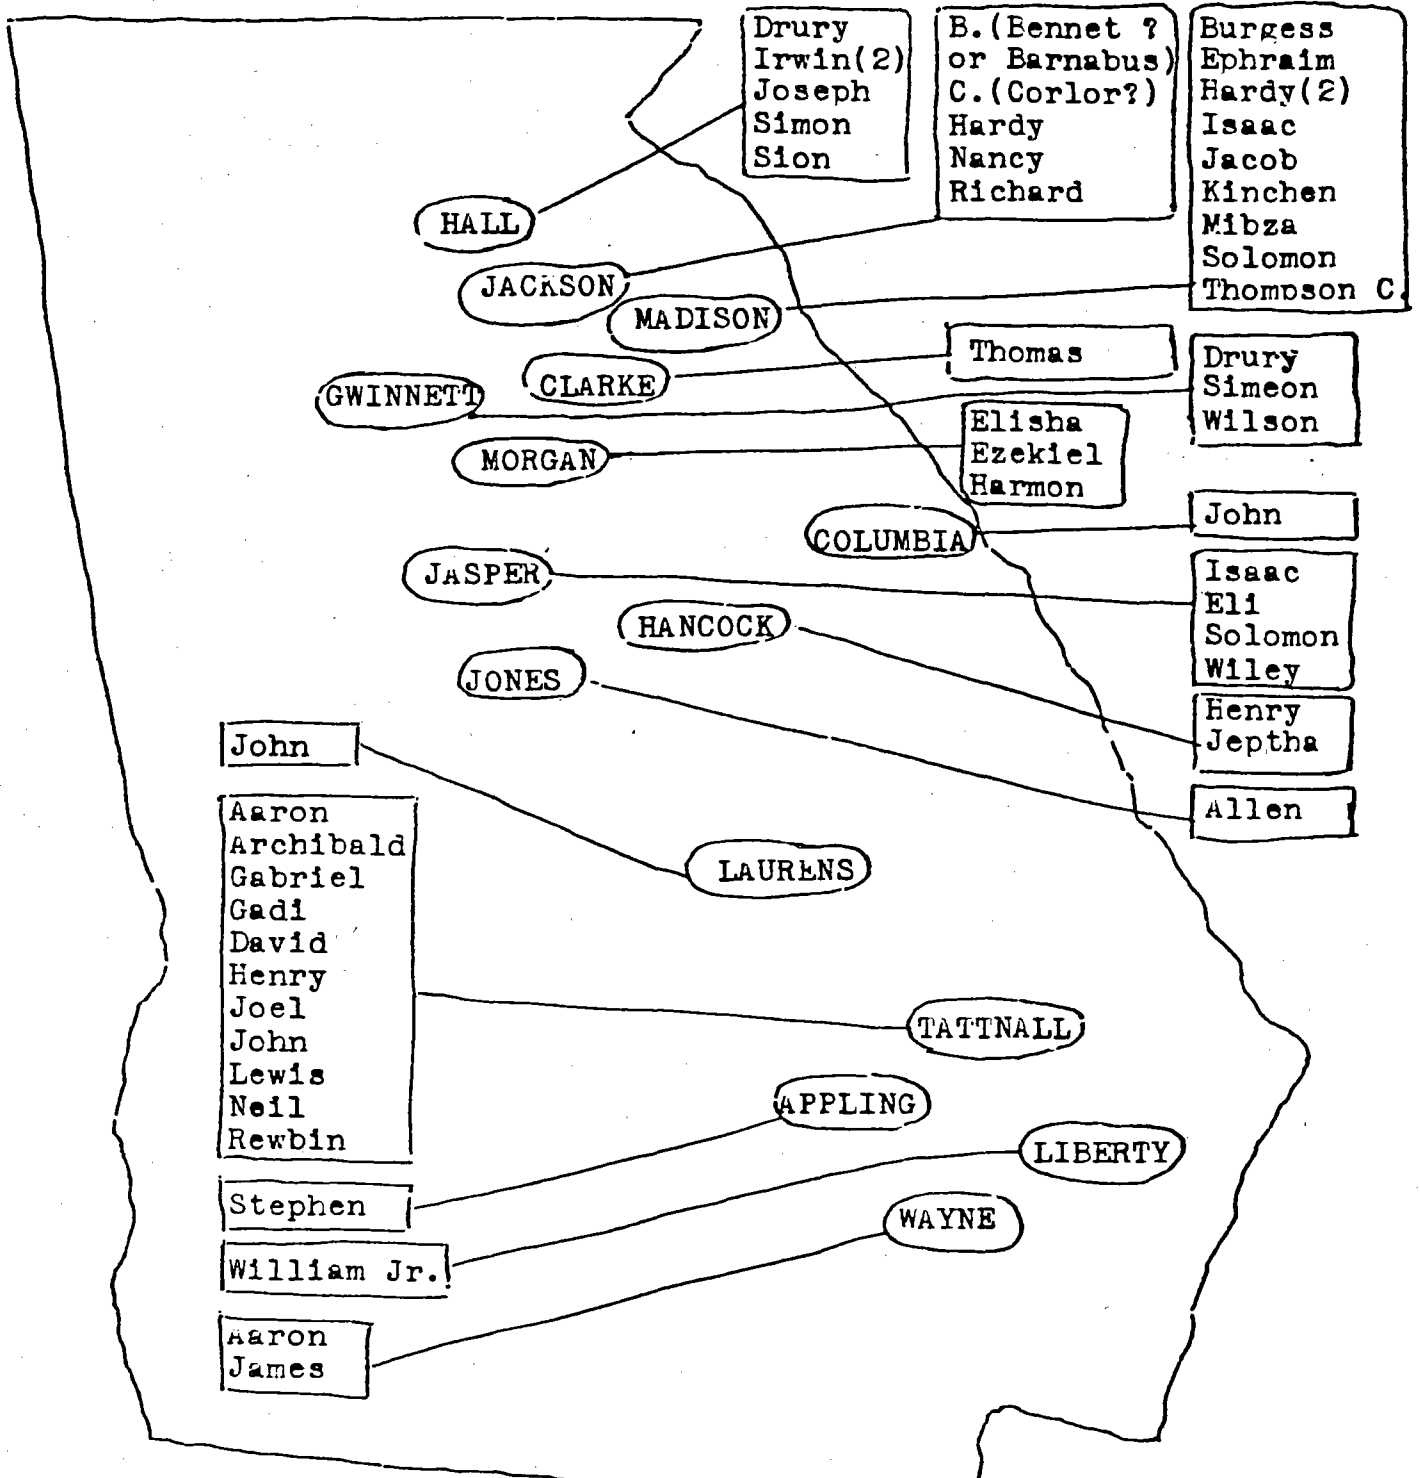 Drury
Irwin(2)
Joseph
Simon
Sion
B.(Bennet ?
or Barnabus)
C.(Corlor?)
Hardy
Nancy
Richard
Burgess
Ephraim
Hardy(2)
Isaac
Jacob
Kinchen
Mibza
Solomon
Thompson C.
HALL
JACKSON
MADISON
Thomas
Drury
Simeon
Wilson
GWINNETT
CLARKE
Elisha
Ezekiel
Harmon
MORGAN
COLUMBIA
John
JASPER
Isaac
Eli
Solomon
Wiley
HANCOCK
JONES
Henry
Jeptha
John
Allen
Aaron
Archibald
Gabriel
Gadi
David
Henry
Joel
John
Lewis
Neil
Rewbin
LAURENS
TATTNALL
APPLING
LIBERTY
Stephen
WAYNE
William Jr.
Aaron
James